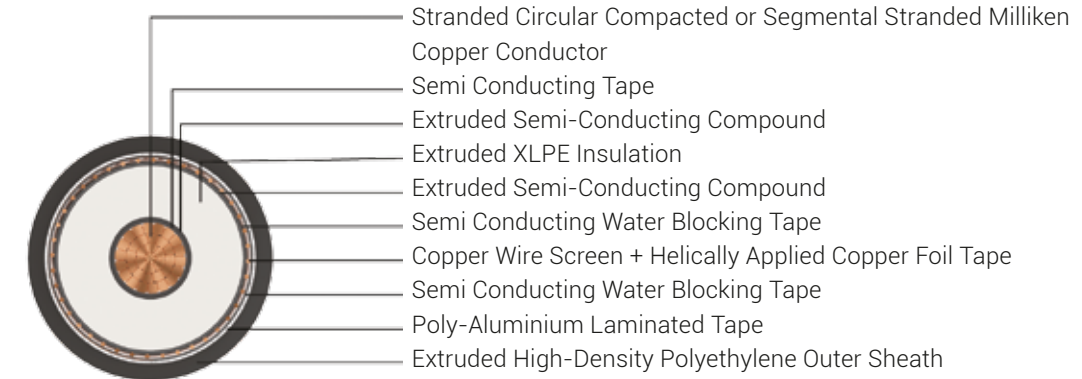 Stranded Circular Compacted or Segmental Stranded Milliken
Copper Conductor
Semi Conducting Tape
Extruded Semi-Conducting Compound
Extruded XLPE Insulation
Extruded Semi-Conducting Compound
Semi Conducting Water Blocking Tape
Copper Wire Screen + Helically Applied Copper Foil Tape
Semi Conducting Water Blocking Tape
Poly-Aluminium Laminated Tape
Extruded High-Density Polyethylene Outer Sheath